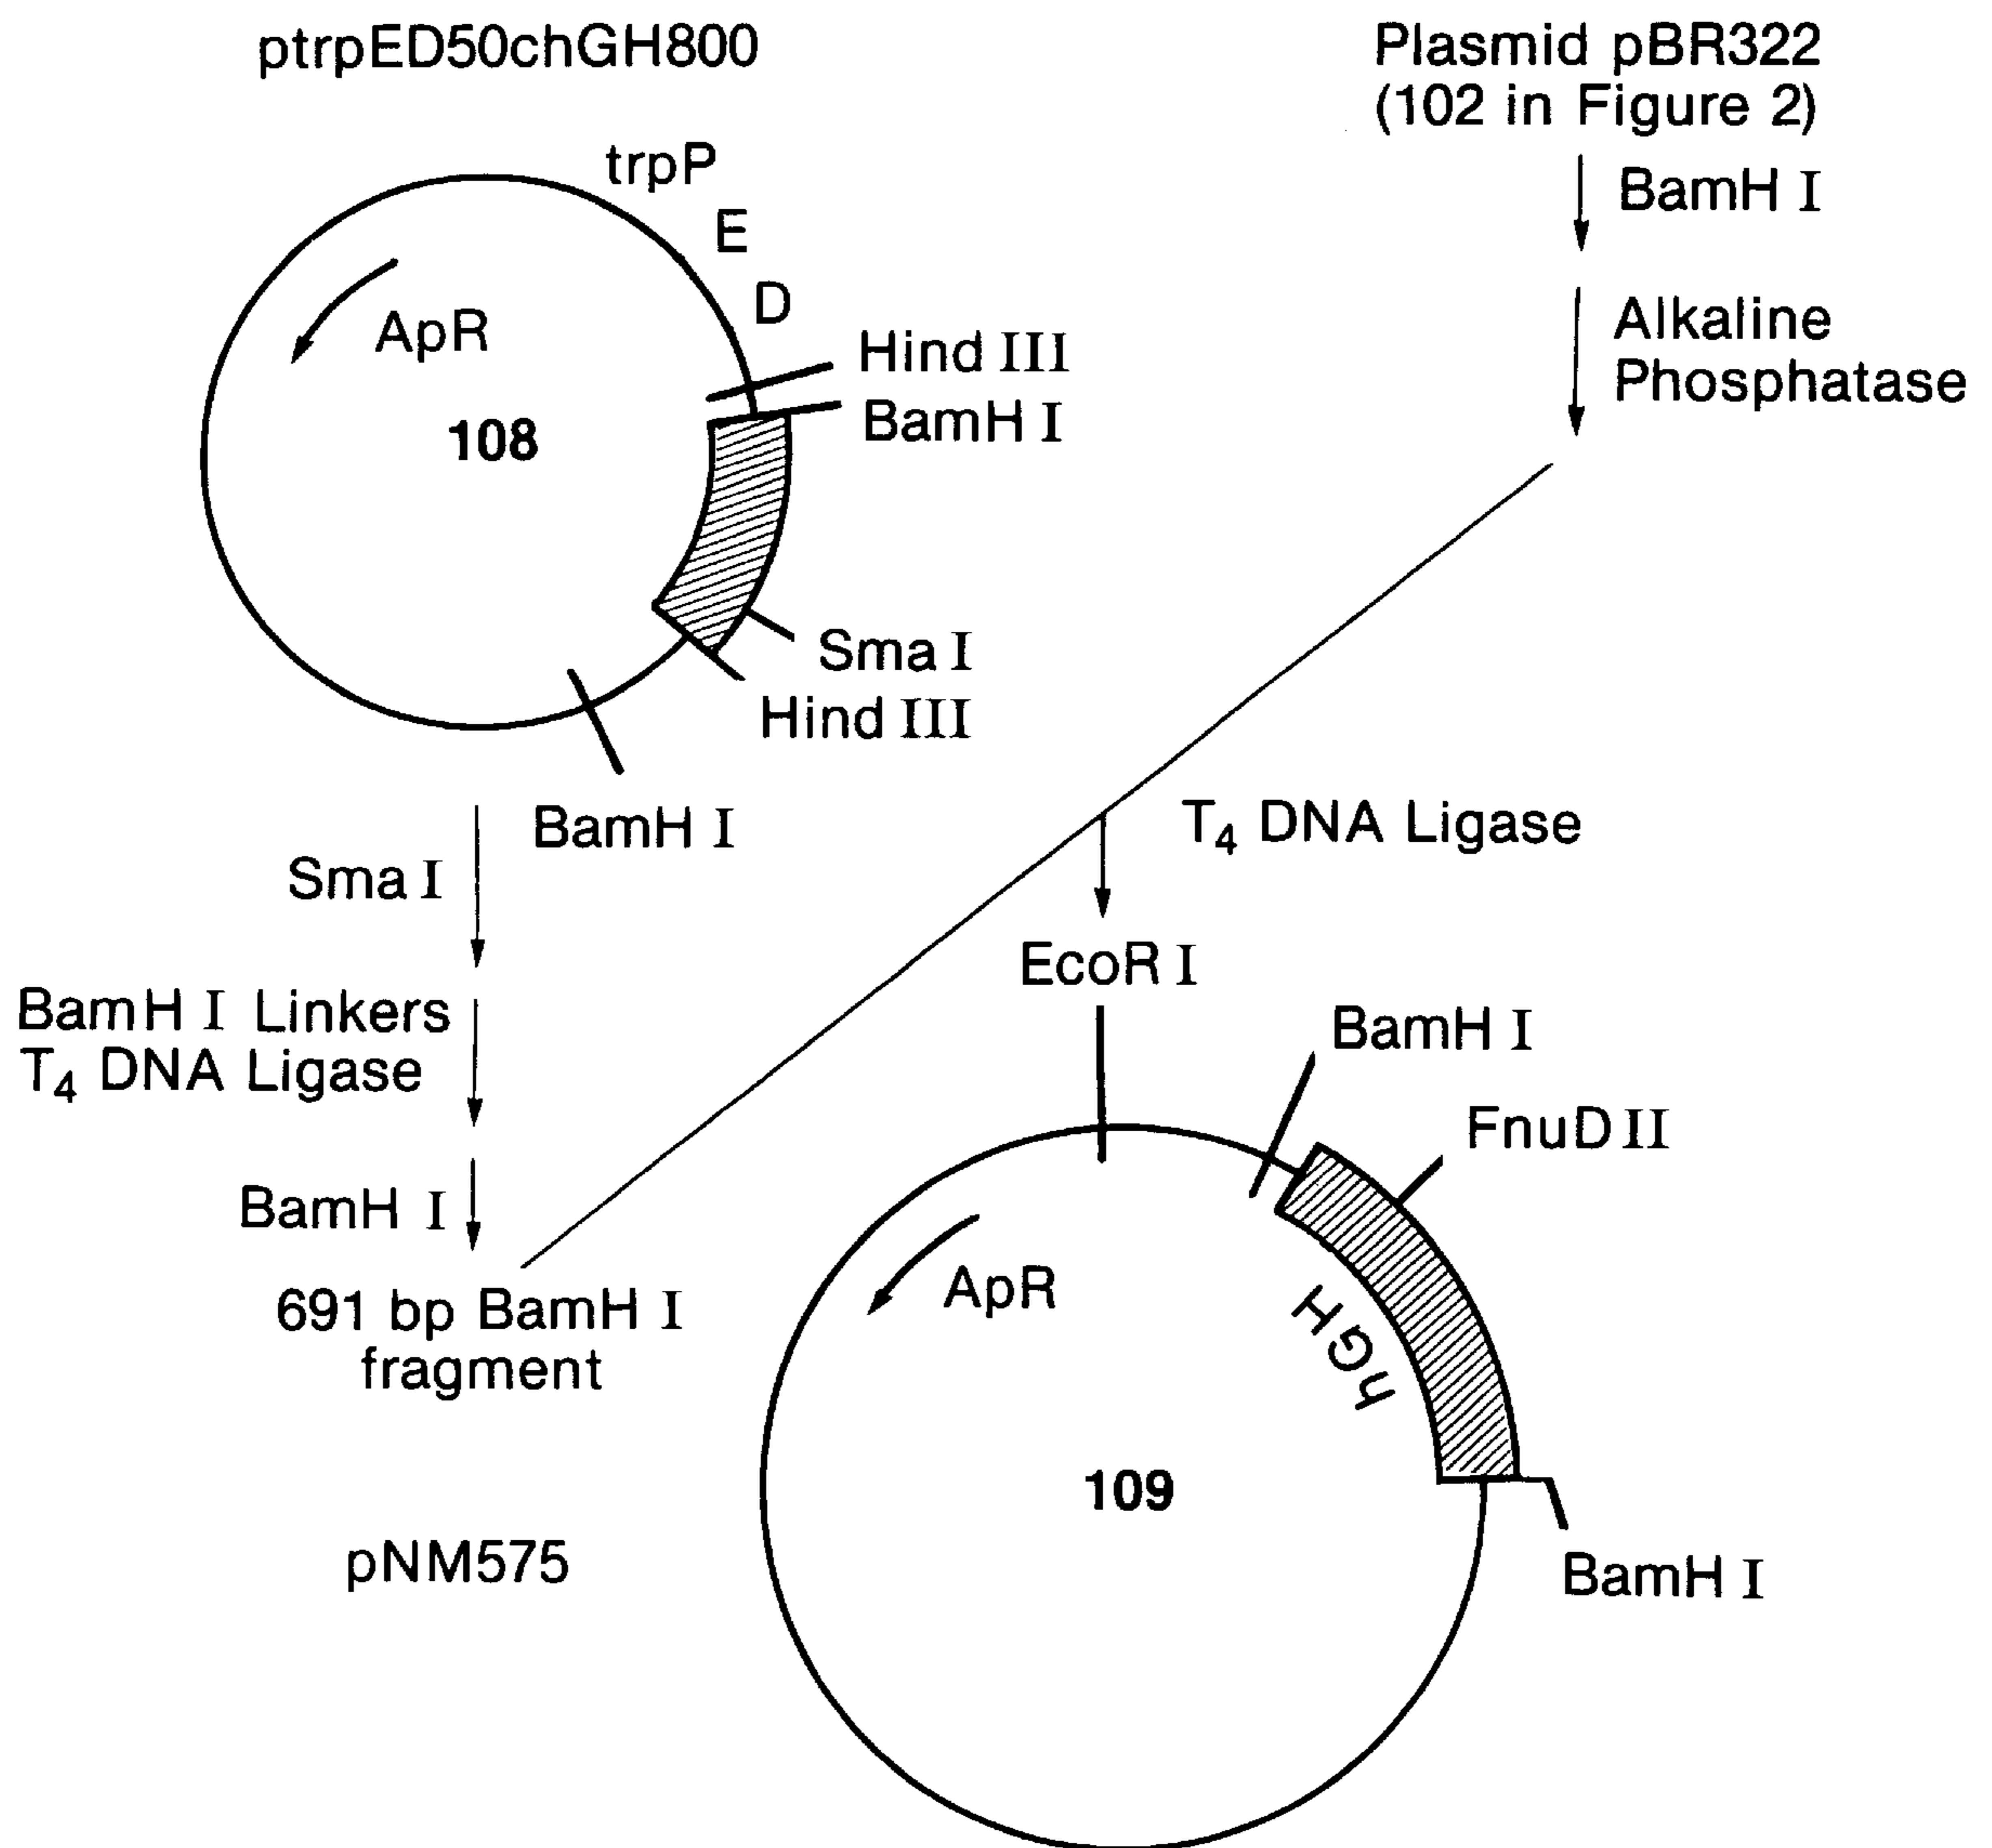 ptrpED50chGH800
Plasmid pBR322
(102 in Figure 2)
trpP
E
D
Hind III
BamH I
ApR
108
Sma I
Hind III
BamH I
BamH I
Alkaline
Phosphatase
Sma I
BamH I Linkers
T4 DNA Ligase
BamH I
691 bp BamH I
fragment
T4 DNA Ligase
EcoR I
BamH I
FnuD II
ApR
hGH
109
pNM575
BamH I